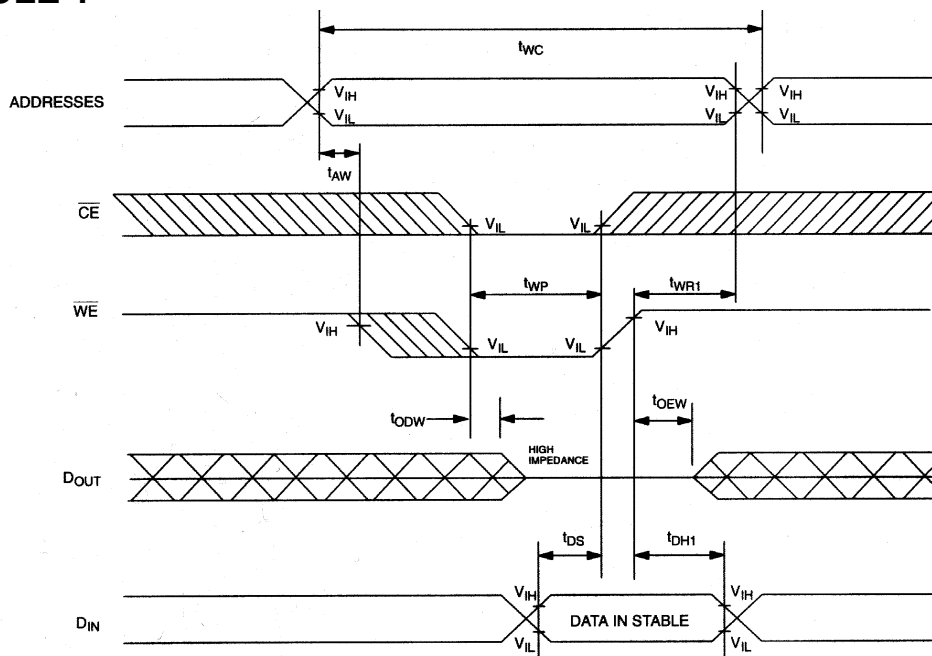 tWC
ADDRESSES
VIH
VIL
VIH
VIL
VIH
VIL
tAW
CE
VIL
VIL
tWP
tWR1
WE
VIH
VIL
VIL
VIH
tODW
tOEW
DOUT
HIGH
IMPEDANCE
tDS
tDH1
DIN
VIH
VIL
DATA IN STABLE
VIH
VIL